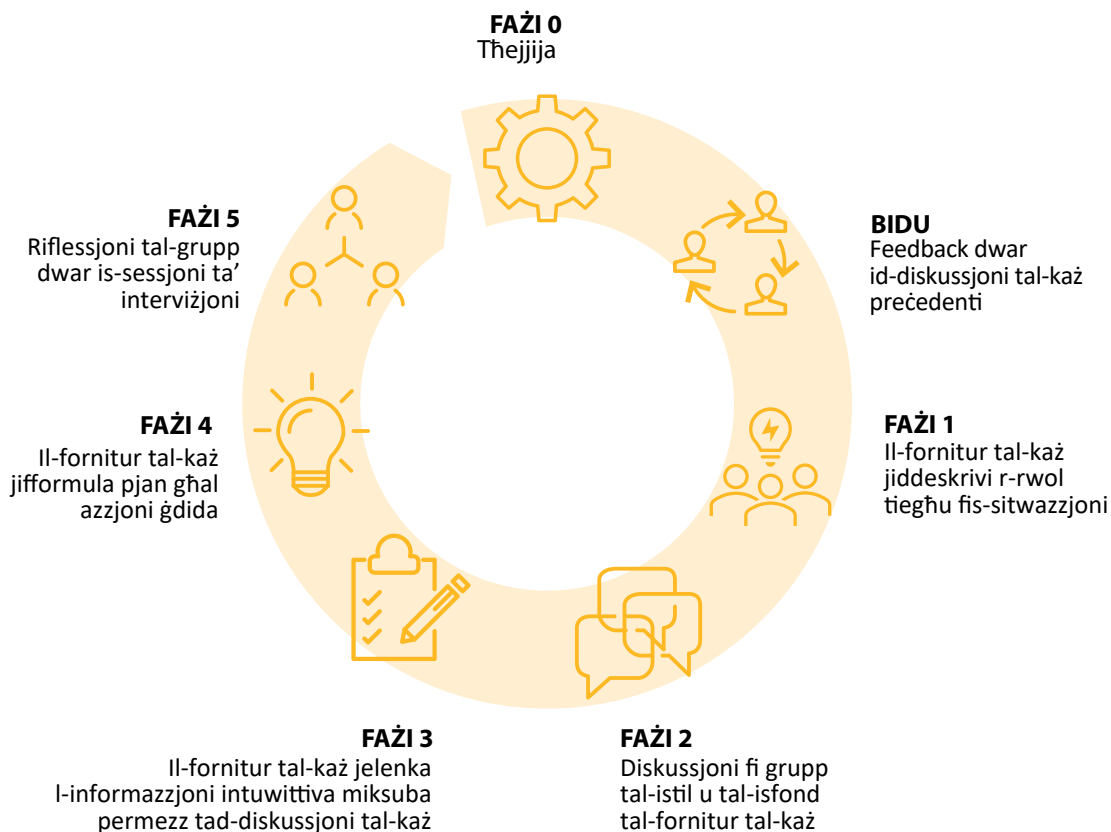 FAŻI 0
Tħejjija
BIDU
Feedback dwar
id-diskussjoni tal-każ
preċedenti
FAŻI 1
Il-fornitur tal-każ
jiddeskrivi r-rwol
tiegħu fis-sitwazzjoni
FAŻI 2
Diskussjoni fi grupp
tal-istil u tal-isfond
tal-fornitur tal-każ
FAŻI 3
Il-fornitur tal-każ jelenka
l-informazzjoni intuwittiva miksuba
permezz tad-diskussjoni tal-każ
FAŻI 4
Il-fornitur tal-każ
jifformula pjan għal
azzjoni ġdida
FAŻI 5
Riflessjoni tal-grupp
dwar is-sessjoni ta’
interviżjoni